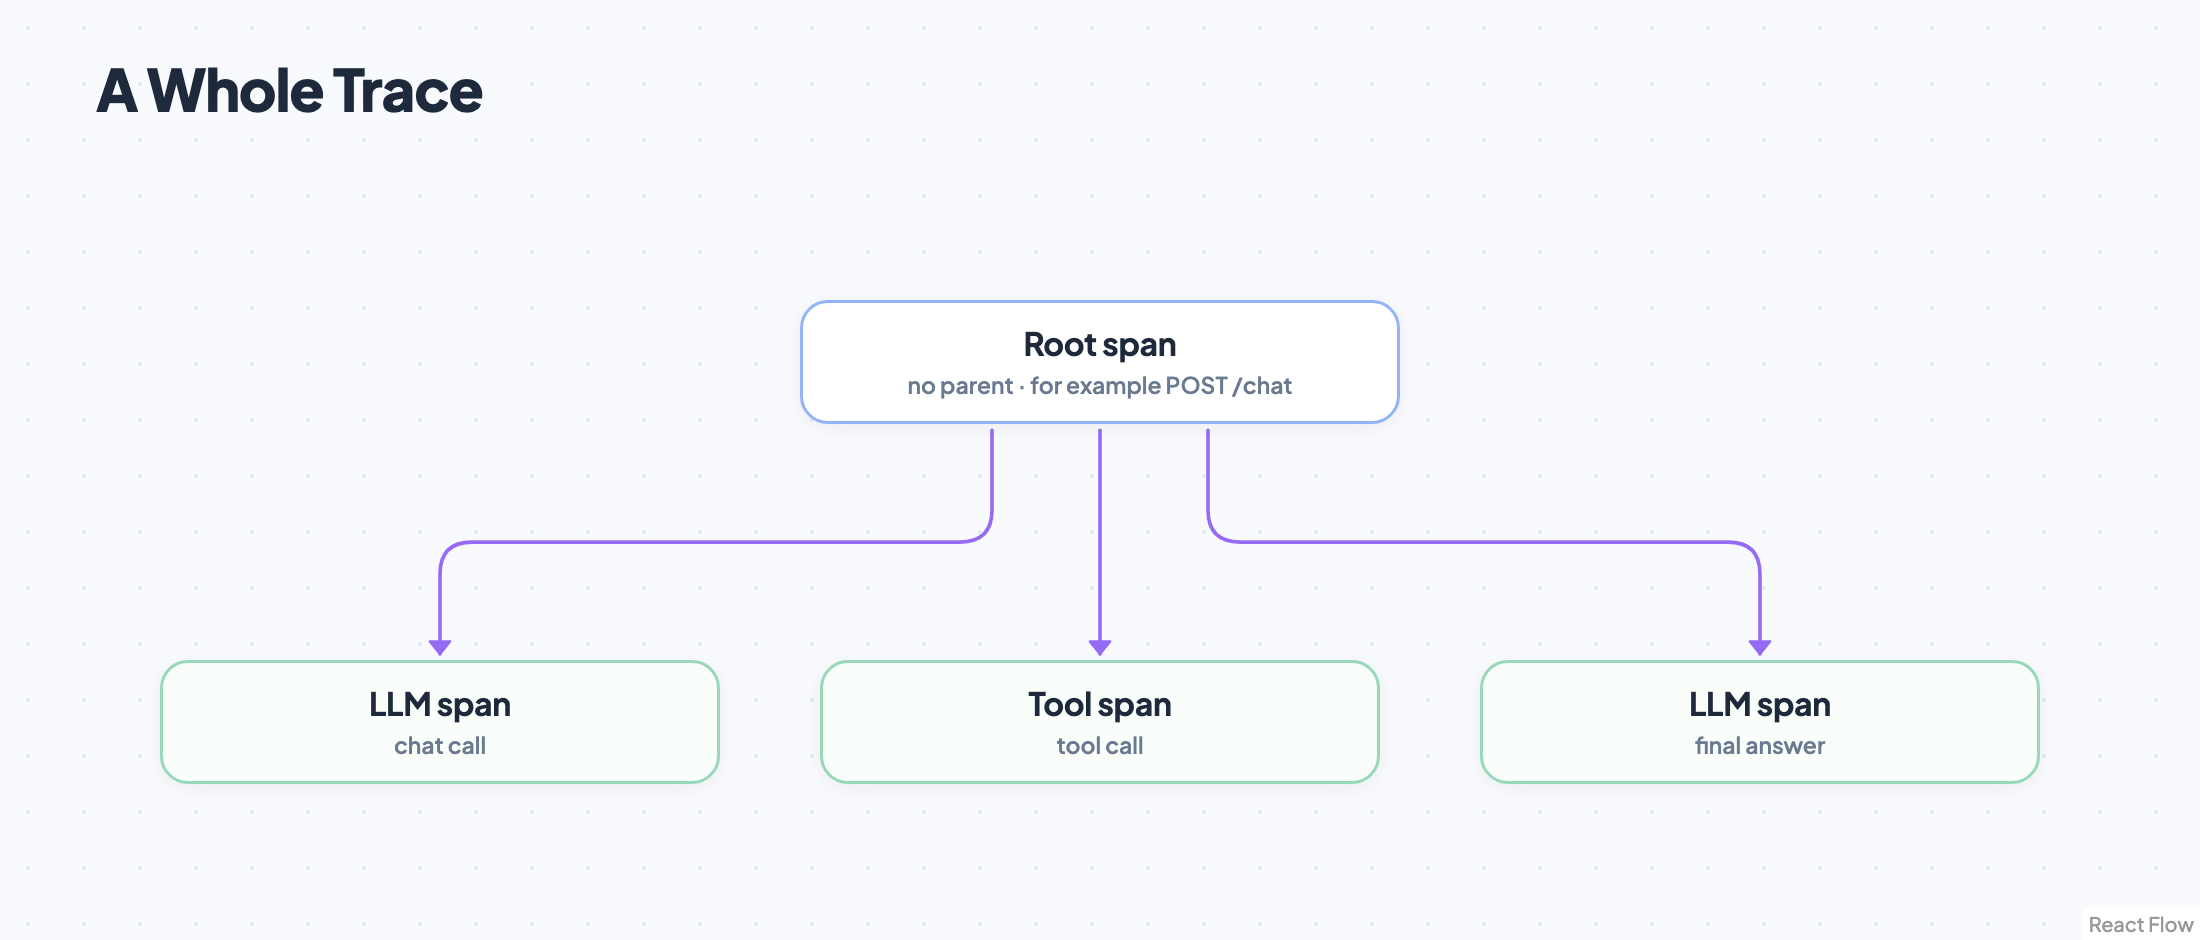 A Whole Trace
Root span
no parent · for example POST /chat
LLM span
chat call
Tool span
tool call
LLM span
final answer
React Flow